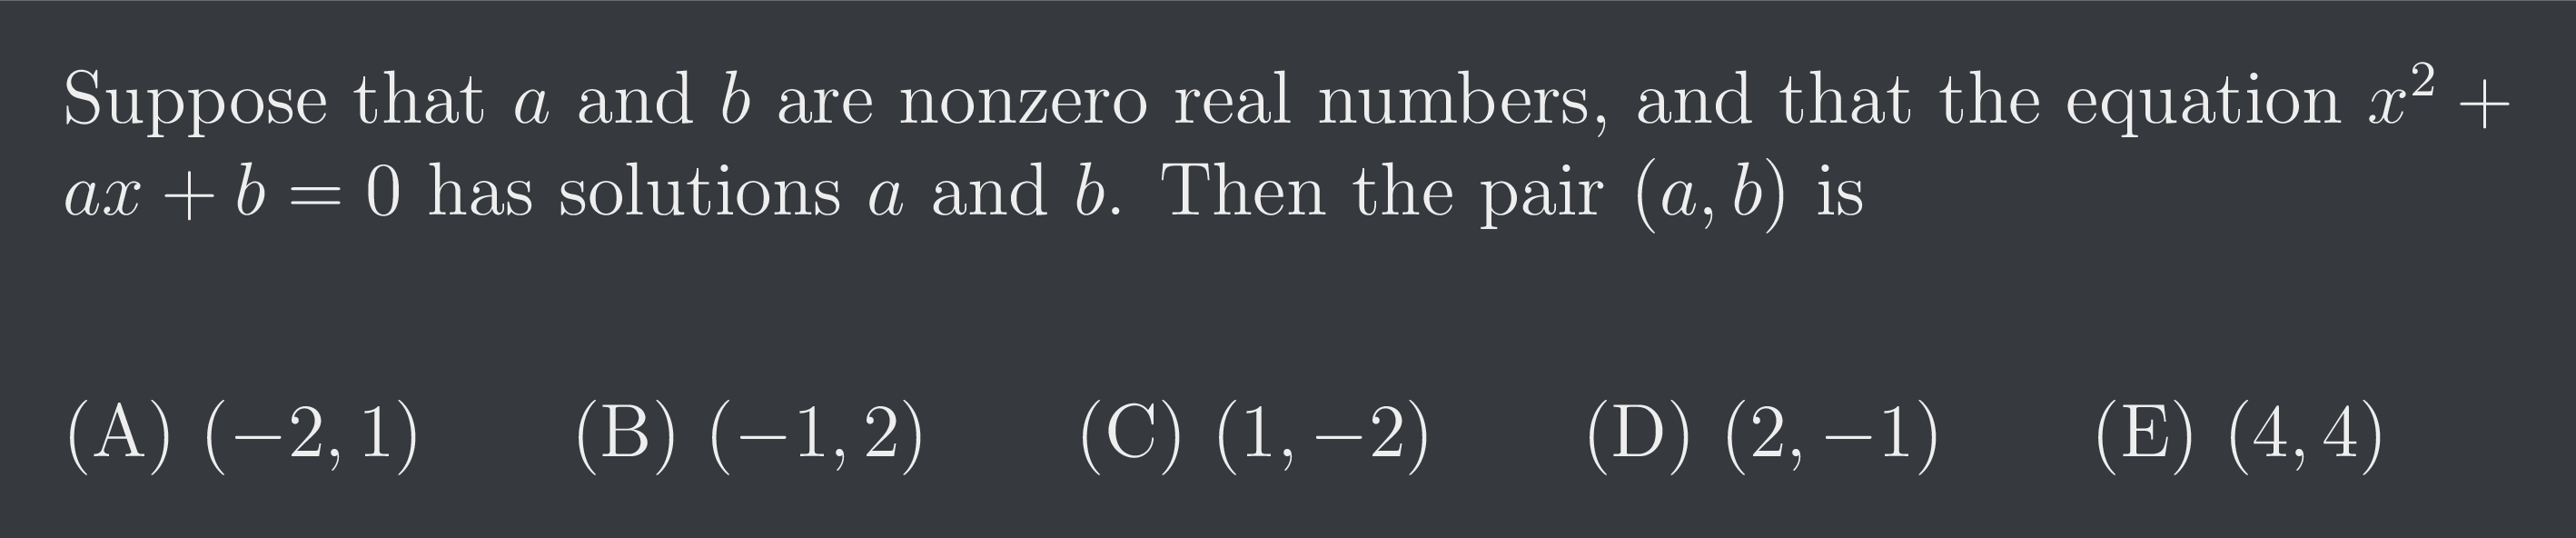 Suppose that a and b are nonzero real numbers, and that the equation x² +
ax + b = 0 has solutions a and b. Then the pair (a, b) is
(A) (−2, 1) (B) (−1, 2) (C) (1, −2) (D) (2, −1) (E) (4, 4)